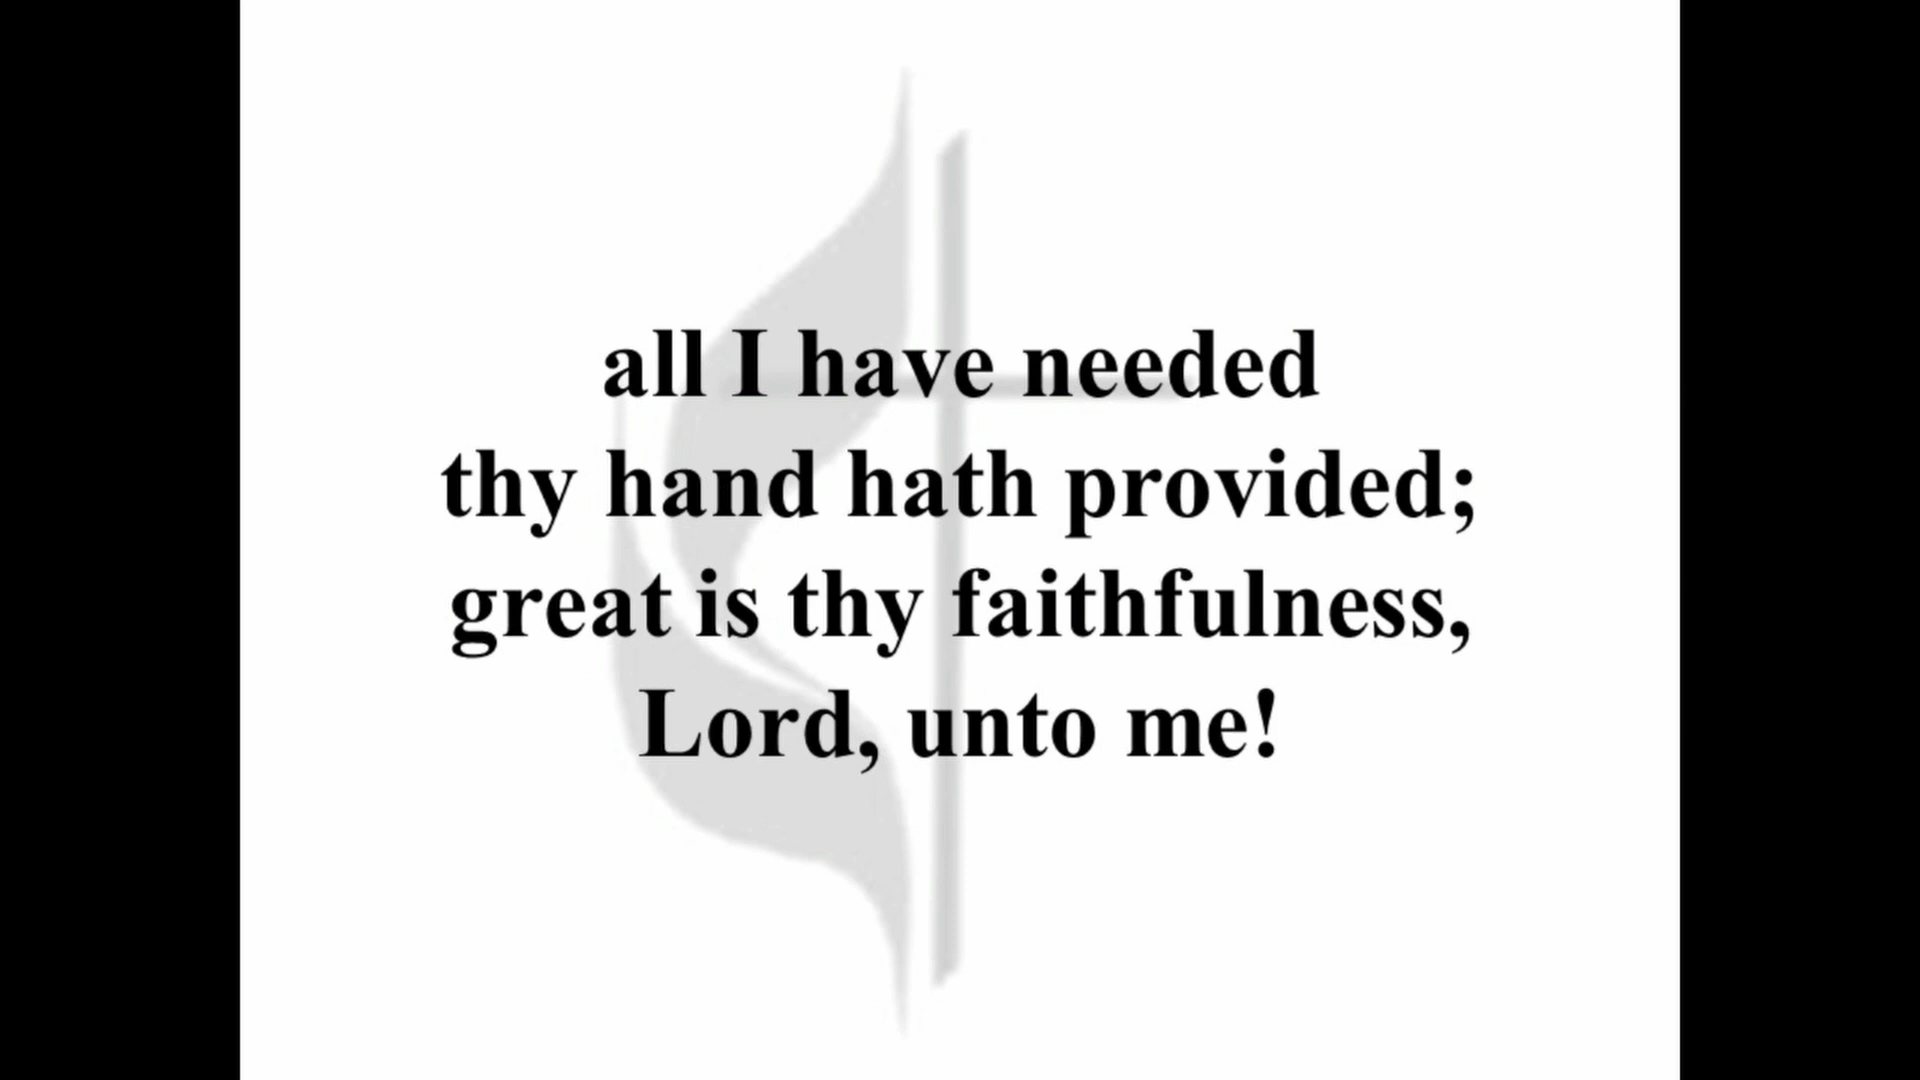 all I have needed
thy hand hath provided;
great is thy faithfulness,
Lord, unto me!